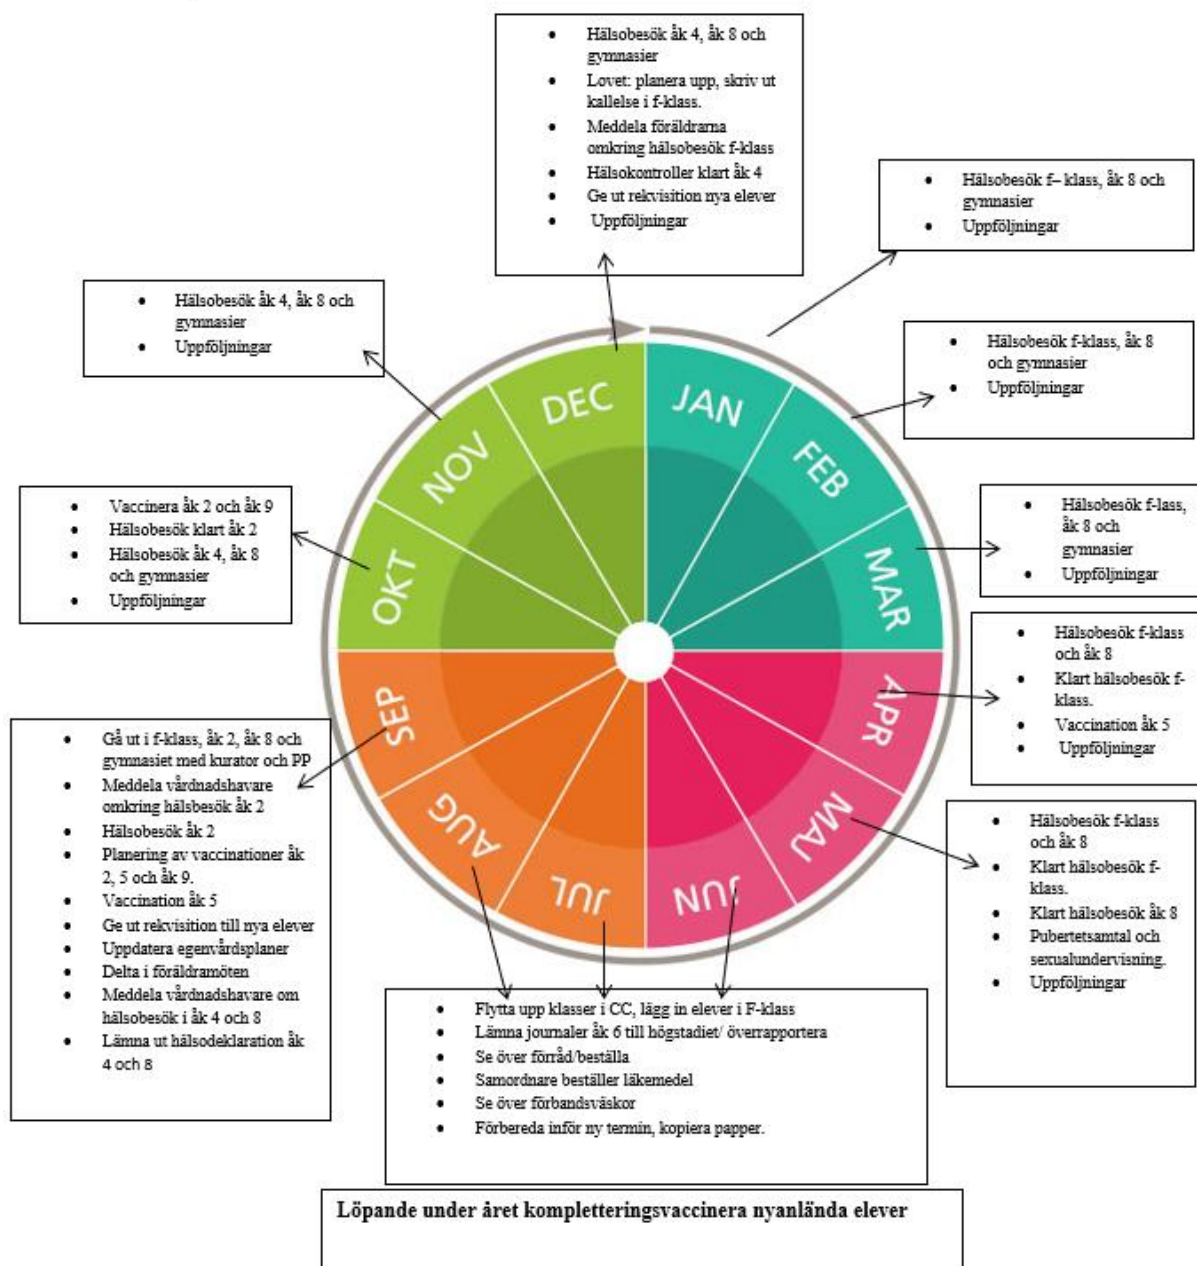 Hälsobesök åk 4, åk 8 och
gymnasier
Lovet: planera upp, skriv ut
kallelse i f-klass.
Meddela föräldrarna
omkring hälsobesök f-klass
Hälsokontroller klart åk 4
Ge ut rekvisition nya elever
Uppföljningar
Hälsobesök f– klass, åk 8 och
gymnasier
Uppföljningar
Hälsobesök åk 4, åk 8 och
gymnasier
Uppföljningar
Hälsobesök f-klass, åk 8
och gymnasier
Uppföljningar
DEC
JAN
NOV
FEB
OKT
MAR
SEP
APR
AUG
MAJ
JUL
JUN
Vaccinera åk 2 och åk 9
Hälsobesök klart åk 2
Hälsobesök åk 4, åk 8
och gymnasier
Uppföljningar
Hälsobesök f-lass,
åk 8 och
gymnasier
Uppföljningar
Hälsobesök f-klass
och åk 8
Klart hälsobesök f-
klass.
Vaccination åk 5
Uppföljningar
Gå ut i f-klass, åk 2, åk 8 och
gymnasiet med kurator och PP
Meddela vårdnadshavare
omkring hälsbesök åk 2
Hälsobesök åk 2
Planering av vaccinationer åk
2, 5 och åk 9.
Vaccination åk 5
Ge ut rekvisition till nya elever
Uppdatera egenvårdsplaner
Delta i föräldramöten
Meddela vårdnadshavare om
hälsobesök i åk 4 och 8
Lämna ut hälsodeklaration åk
4 och 8
Hälsobesök f-klass
och åk 8
Klart hälsobesök f-
klass.
Klart hälsobesök åk 8
Pubertetsamtal och
sexualundervisning.
Uppföljningar
Flytta upp klasser i CC, lägg in elever i F-klass
Lämna journaler åk 6 till högstadiet/ överrapportera
Se över förråd/beställa
Samordnare beställer läkemedel
Se över förbandsväskor
Förbereda inför ny termin, kopiera papper.
Löpande under året kompletteringsvaccinera nyanlända elever